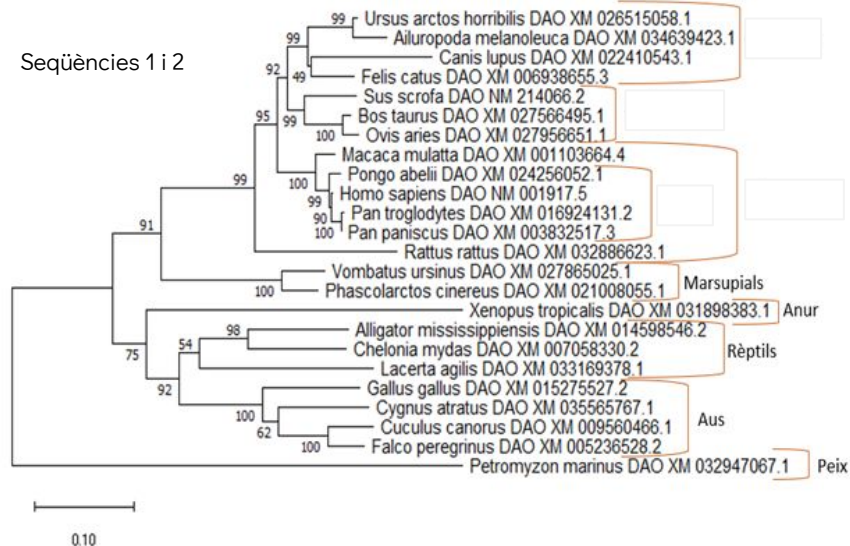 Seqüències 1 i 2
99 Ursus arctos horribilis DAO XM 026515058.1
99 Ailuropoda melanoleuca DAO XM 034639423.1
Canis lupus DAO XM 022410543.1
92 49 Felis catus DAO XM 006938655.3
Sus scrofa DAO NM 214066.2
95 99 Bos taurus DAO XM 027566495.1
100 Ovis aries DAO XM 027956651.1
Macaca mulatta DAO XM 001103664.4
99 100 Pongo abelii DAO XM 024256052.1
99 Homo sapiens DAO NM 001917.5
90 Pan troglodytes DAO XM 016924131.2
91 100 Pan paniscus DAO XM 003832517.3
Rattus rattus DAO XM 032886623.1
Vombatus ursinus DAO XM 027865025.1
100 Phascolarctos cinereus DAO XM 021008055.1 Marsupials
Xenopus tropicalis DAO XM 031898383.1 Anur
98 Alligator mississippiensis DAO XM 014598546.2
75 54 Chelonia mydas DAO XM 007058330.2 Rèptils
Lacerta agilis DAO XM 033169378.1
92 Gallus gallus DAO XM 015275527.2
100 Cygnus atratus DAO XM 035565767.1 Aus
62 Cuculus canorus DAO XM 009560466.1
100 Falco peregrinus DAO XM 005236528.2
Petromyzon marinus DAO XM 032947067.1 Peix
0.10